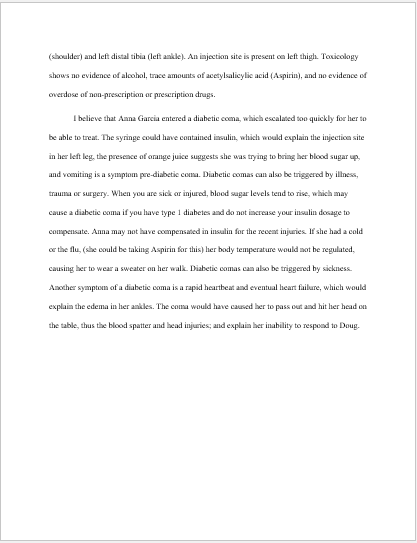 (shoulder) and left distal tibia (left ankle). An injection site is present on left thigh. Toxicology
shows no evidence of alcohol, trace amounts of acetylsalicylic acid (Aspirin), and no evidence of
overdose of non-prescription or prescription drugs.
I believe that Anna Garcia entered a diabetic coma, which escalated too quickly for her to
be able to treat. The syringe could have contained insulin, which would explain the injection site
in her left leg, the presence of orange juice suggests she was trying to bring her blood sugar up,
and vomiting is a symptom pre-diabetic coma. Diabetic comas can also be triggered by illness,
trauma or surgery. When you are sick or injured, blood sugar levels tend to rise, which may
cause a diabetic coma if you have type 1 diabetes and do not increase your insulin dosage to
compensate. Anna may not have compensated in insulin for the recent injuries. If she had a cold
or the flu, (she could be taking Aspirin for this) her body temperature would not be regulated,
causing her to wear a sweater on her walk. Diabetic comas can also be triggered by sickness.
Another symptom of a diabetic coma is a rapid heartbeat and eventual heart failure, which would
explain the edema in her ankles. The coma would have caused her to pass out and hit her head on
the table, thus the blood spatter and head injuries; and explain her inability to respond to Doug.